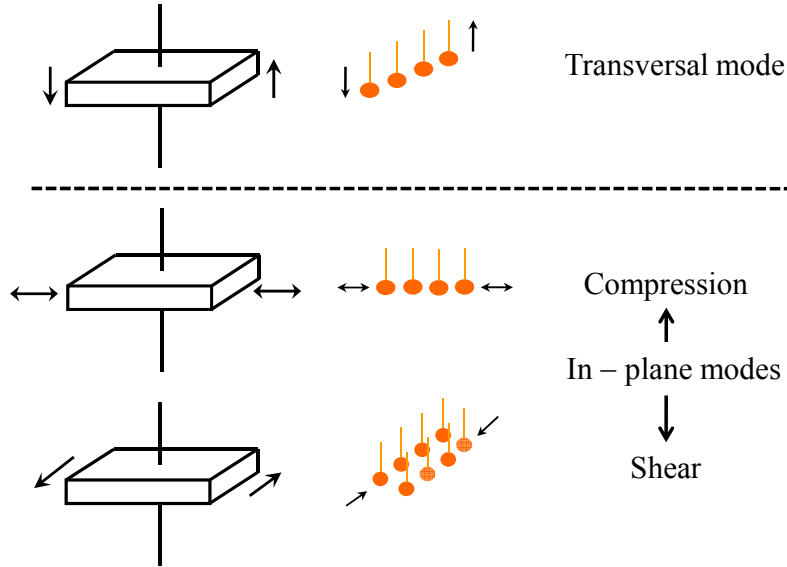 Transversal mode
Compression
In – plane modes
Shear